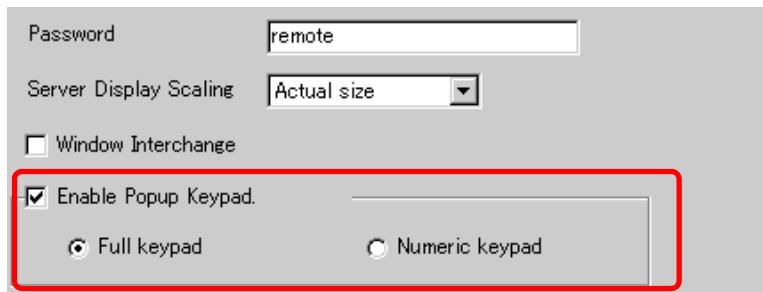 Password remote
Server Display Scaling Actual size
Window Interchange
Enable Popup Keypad.
Full keypad Numeric keypad